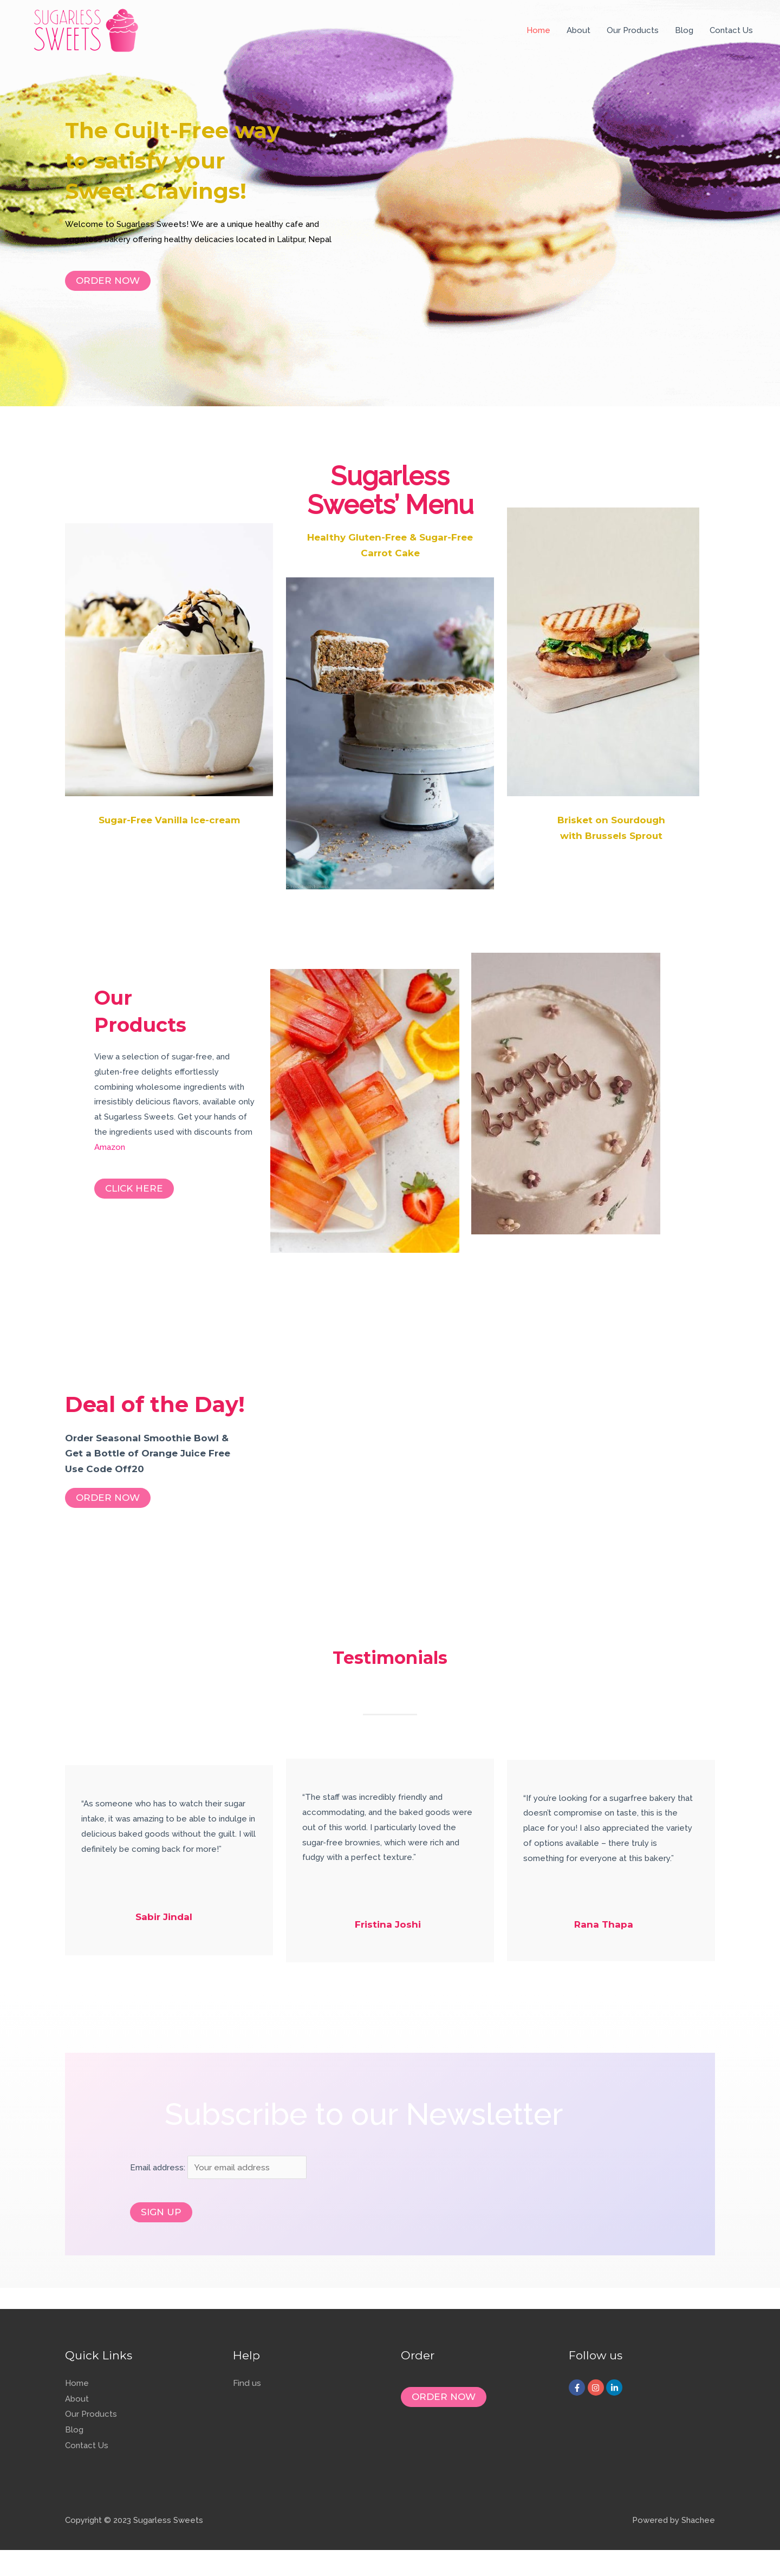 SUGARLESS
SWEETS
Home
About
Our Products
Blog
Contact Us
The Guilt-Free way
to satisfy your
Sweet Cravings!
Welcome to Sugarless Sweets! We are a unique healthy cafe and
bakery offering healthy delicacies located in Lalitpur, Nepal
ORDER NOW
Sugarless
Sweets’ Menu
Healthy Gluten-Free & Sugar-Free
Carrot Cake
Sugar-Free Vanilla Ice-cream
Brisket on Sourdough
with Brussels Sprout
Our
Products
View a selection of sugar-free, and
gluten-free delights effortlessly
combining wholesome ingredients with
irresistibly delicious flavors, available only
at Sugarless Sweets. Get your hands of
the ingredients used with discounts from
Amazon
CLICK HERE
happy
birthday
Deal of the Day!
Order Seasonal Smoothie Bowl &
Get a Bottle of Orange Juice Free
Use Code Off20
ORDER NOW
Testimonials
“As someone who has to watch their sugar
intake, it was amazing to be able to indulge in
delicious baked goods without the guilt. I will
definitely be coming back for more!”
Sabir Jindal
“The staff was incredibly friendly and
accommodating, and the baked goods were
out of this world. I particularly loved the
sugar-free brownies, which were rich and
fudgy with a perfect texture.”
Fristina Joshi
“If you’re looking for a sugarfree bakery that
doesn’t compromise on taste, this is the
place for you! I also appreciated the variety
of options available – there truly is
something for everyone at this bakery.”
Rana Thapa
Subscribe to our Newsletter
Email address:
Your email address
SIGN UP
Quick Links
Home
About
Our Products
Blog
Contact Us
Help
Find us
Order
ORDER NOW
Follow us
Copyright © 2023 Sugarless Sweets
Powered by Shachee